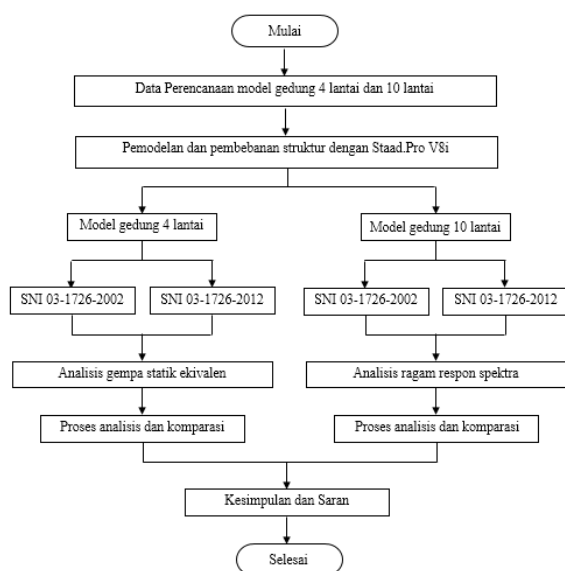 Mulai
Data Perencanaan model gedung 4 lantai dan 10 lantai
Pemodelan dan pembebanan struktur dengan Staad.Pro V8i
Model gedung 4 lantai
Model gedung 10 lantai
SNI 03-1726-2002
SNI 03-1726-2012
SNI 03-1726-2002
SNI 03-1726-2012
Analisis gempa statik ekivalen
Analisis ragam respon spektra
Proses analisis dan komparasi
Proses analisis dan komparasi
Kesimpulan dan Saran
Selesai